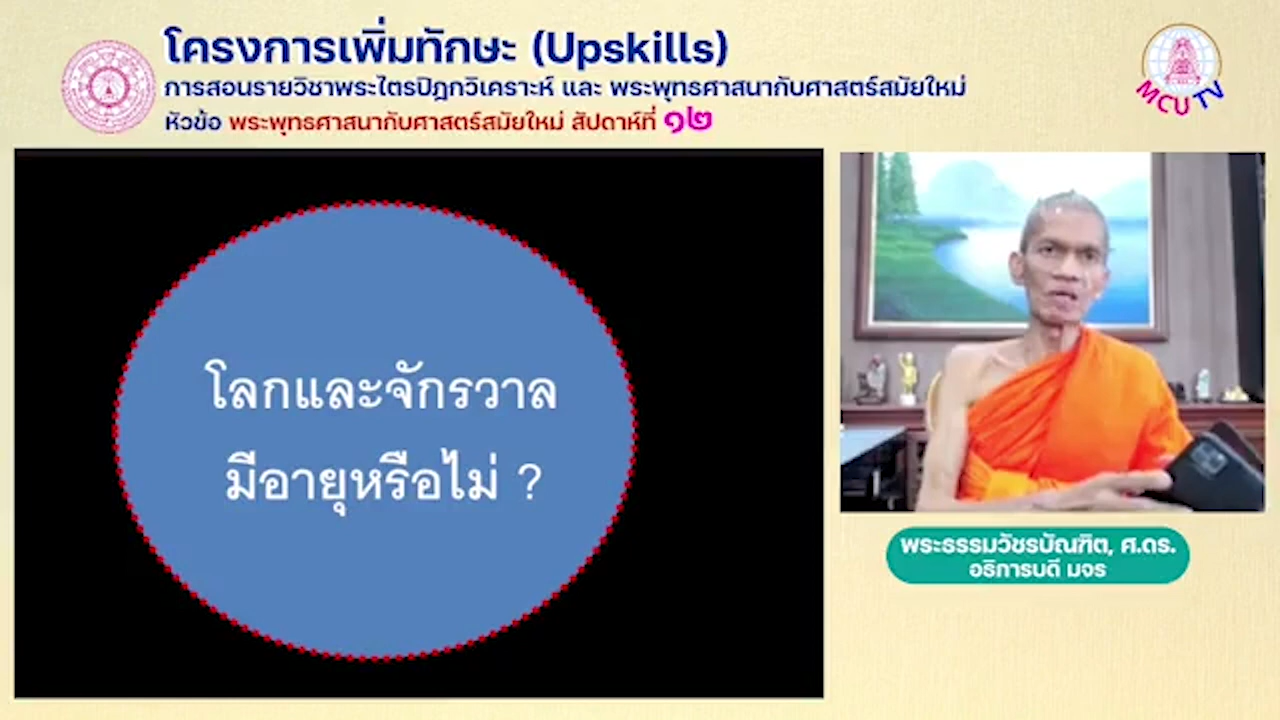 โครงการเพิ่มทักษะ (Upskills)
การสอนรายวิชาพระไตรปิฎกวิเคราะห์ และ พระพุทธศาสนากับศาสตร์สมัยใหม่
หัวข้อ พระพุทธศาสนากับศาสตร์สมัยใหม่ สัปดาห์ที่ ๑๒
MCU TV
โลกและจักรวาล
มีอายุหรือไม่ ?
พระธรรมวัชรบัณฑิต, ศ.ดร.
อธิการบดี มจร